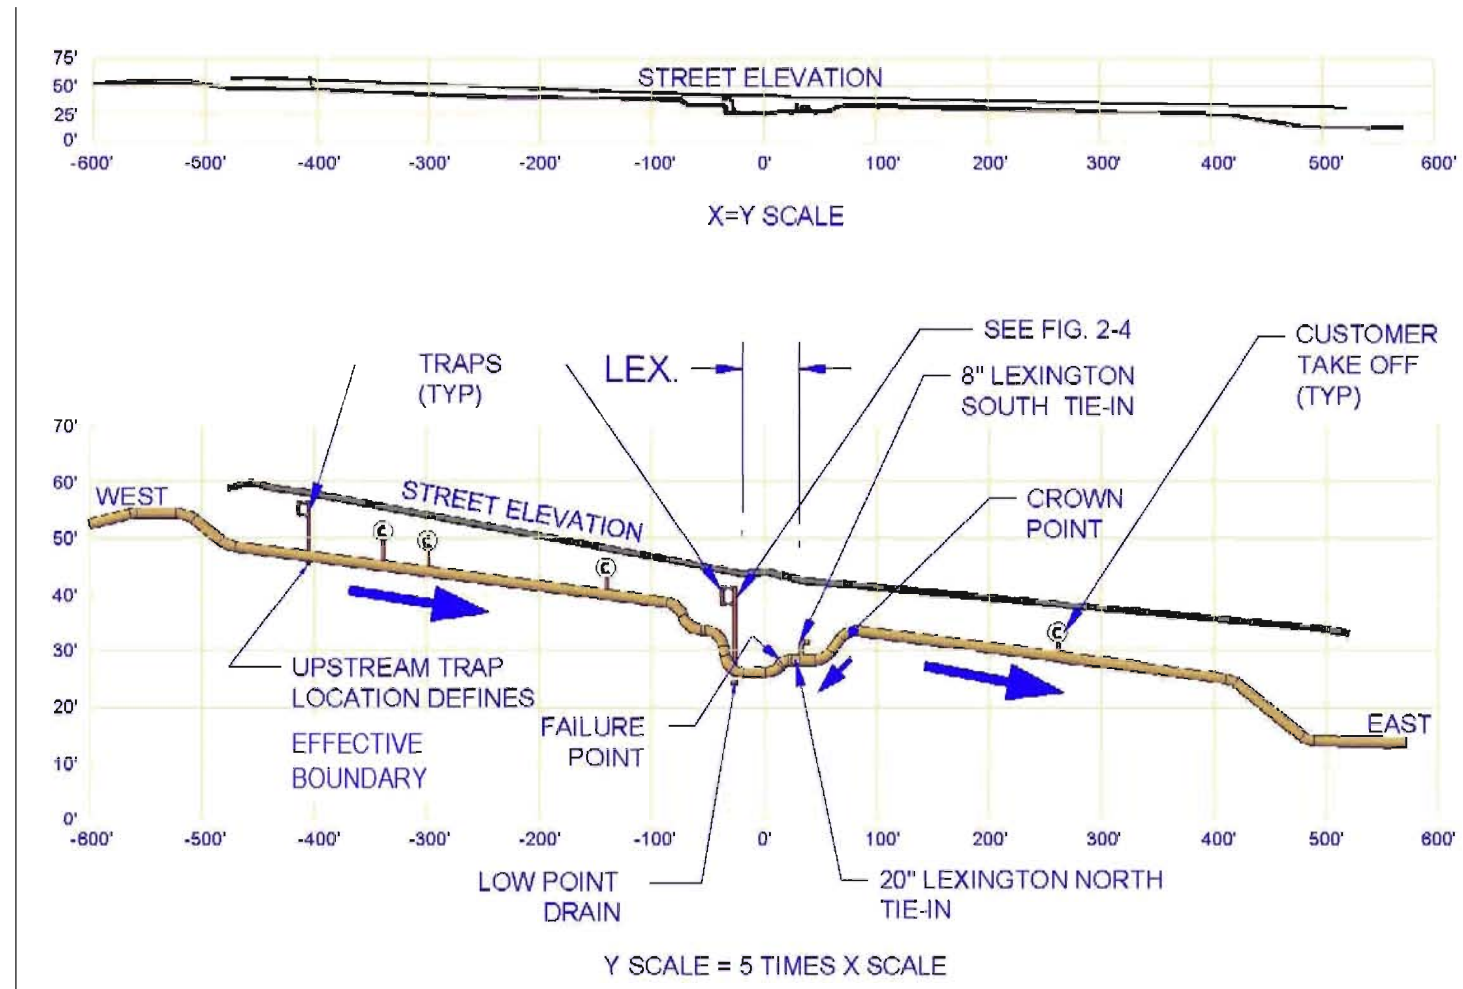 75'
50'
25'
0'
STREET ELEVATION
-600' -500' -400' -300' -200' -100' 0' 100' 200' 300' 400' 500' 600'
X=Y SCALE
SEE FIG. 2-4
CUSTOMER
TAKE OFF
(TYP)
TRAPS
(TYP)
LEX.
8" LEXINGTON
SOUTH TIE-IN
70'
60'
50'
40'
30'
20'
10'
0'
WEST
STREET ELEVATION
CROWN
POINT
C
C
C
C
UPSTREAM TRAP
LOCATION DEFINES
EFFECTIVE
BOUNDARY
FAILURE
POINT
EAST
-600' -500' -400' -300' -200' -100' 0' 100' 200' 300' 400' 500' 600'
LOW POINT
DRAIN
20" LEXINGTON NORTH
TIE-IN
Y SCALE = 5 TIMES X SCALE